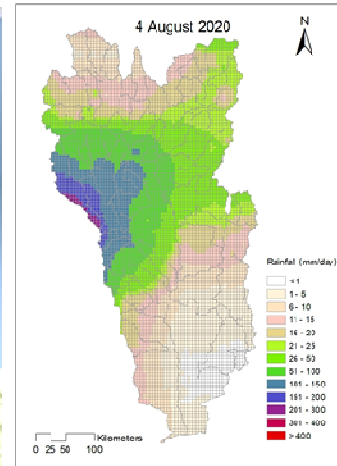 4 August 2020
N
Rainfall (mm/day)
<1
1 - 5
6 - 10
11 - 15
16 - 20
21 - 25
26 - 50
51 - 100
101 - 150
151 - 200
201 - 300
301 - 400
> 400
0 25 50 100 Kilometers